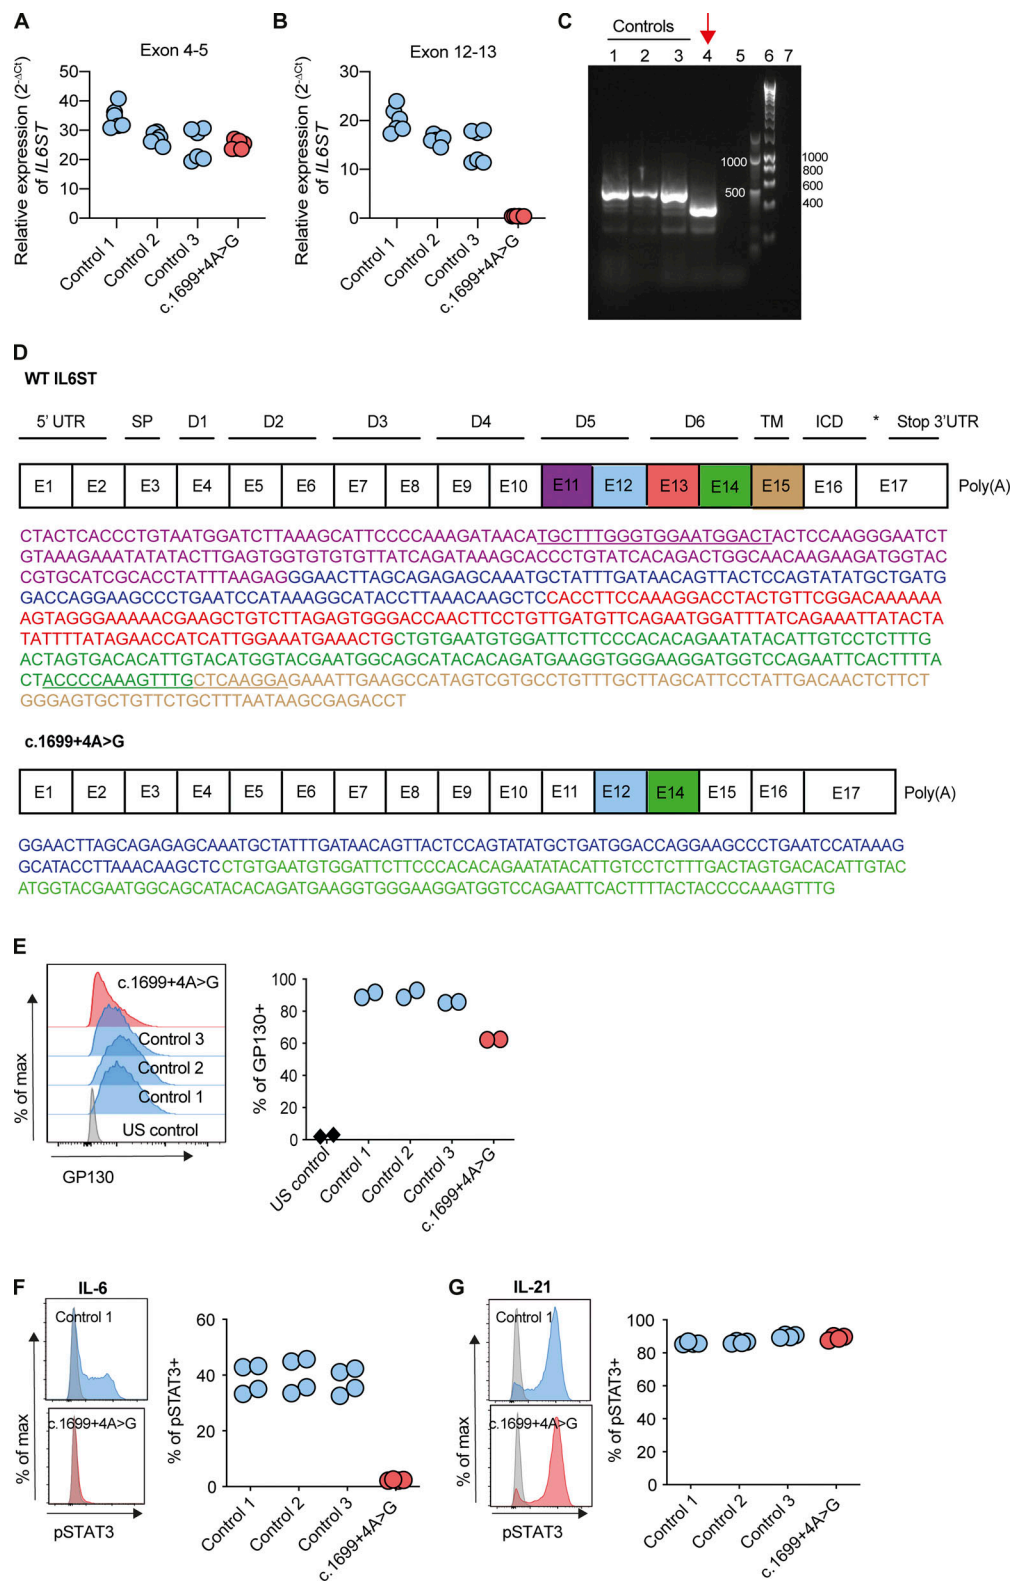 A
Exon 4-5
Relative expression (2-ΔCt)
of IL6ST
50
40
30
20
10
0
Control 1
Control 2
Control 3
c.1699+4A>G
B
Exon 12-13
Relative expression (2-ΔCt)
of IL6ST
30
20
10
0
Control 1
Control 2
Control 3
c.1699+4A>G
C
Controls
1 2 3 4 5 6 7
1000
500
1000
800
600
400
D
WT IL6ST
5' UTR SP D1 D2 D3 D4 D5 D6 TM ICD * Stop 3'UTR
E1 E2 E3 E4 E5 E6 E7 E8 E9 E10 E11 E12 E13 E14 E15 E16 E17 Poly(A)
CTACTCACCCTGTAATGGATCTTAAAGCATTCCCCAAAGATAACATGCTTTGGGTGGAATGGACTACTCCAAGGGAATCT
GTAAAGAAATATATACTTGAGTGGTGTGTGTTATCAGATAAAGCACCCTGTATCACAGACTGGCAACAAGAAGATGGTAC
CGTGCATCGCACCTATTTAAGAGGGAACTTAGCAGAGAGCAAATGCTATTTGATAACAGTTACTCCAGTATATGCTGATG
GACCAGGAAGCCCTGAATCCATAAAGGCATACCTTAAACAAGCTCCACCTTCCAAAGGACCTACTGTTCGGACAAAAAA
AGTAGGGAAAAACGAAGCTGTCTTAGAGTGGGACCAACTTCCTGTTGATGTTCAGAATGGATTTATCAGAAATTATACTA
TATTTTATAGAACCATCATTGGAAATGAAACTGCTGTGAATGTGGATTCTTCCCACACAGAATATACATTGTCCTCTTTG
ACTAGTGACACATTGTACATGGTACGAATGGCAGCATACACAGATGAAGGTGGGAAGGATGGTCCAGAATTCACTTTTA
CTACCCCAAAGTTTGCTCAAGGAGAAATTGAAGCCATAGTCGTGCCTGTTTGCTTAGCATTCCTATTGACAACTCTTCT
GGGAGTGCTGTTCTGCTTTAATAAGCGAGACCT
c.1699+4A>G
E1 E2 E3 E4 E5 E6 E7 E8 E9 E10 E11 E12 E14 E15 E16 E17 Poly(A)
GGAACTTAGCAGAGAGCAAATGCTATTTGATAACAGTTACTCCAGTATATGCTGATGGACCAGGAAGCCCTGAATCCATAAAG
GCATACCTTAAACAAGCTCCTGTGAATGTGGATTCTTCCCACACAGAATATACATTGTCCTCTTTGACTAGTGACACATTGTAC
ATGGTACGAATGGCAGCATACACAGATGAAGGTGGGAAGGATGGTCCAGAATTCACTTTTACTACCCCAAAGTTTG
E
% of max
c.1699+4A>G
Control 3
Control 2
Control 1
US control
GP130
% of GP130+
100
80
60
40
20
0
US control
Control 1
Control 2
Control 3
c.1699+4A>G
F
IL-6
Control 1
c.1699+4A>G
% of max
pSTAT3
% of pSTAT3+
60
40
20
0
Control 1
Control 2
Control 3
c.1699+4A>G
G
IL-21
Control 1
c.1699+4A>G
% of max
pSTAT3
% of pSTAT3+
100
80
60
40
20
0
Control 1
Control 2
Control 3
c.1699+4A>G